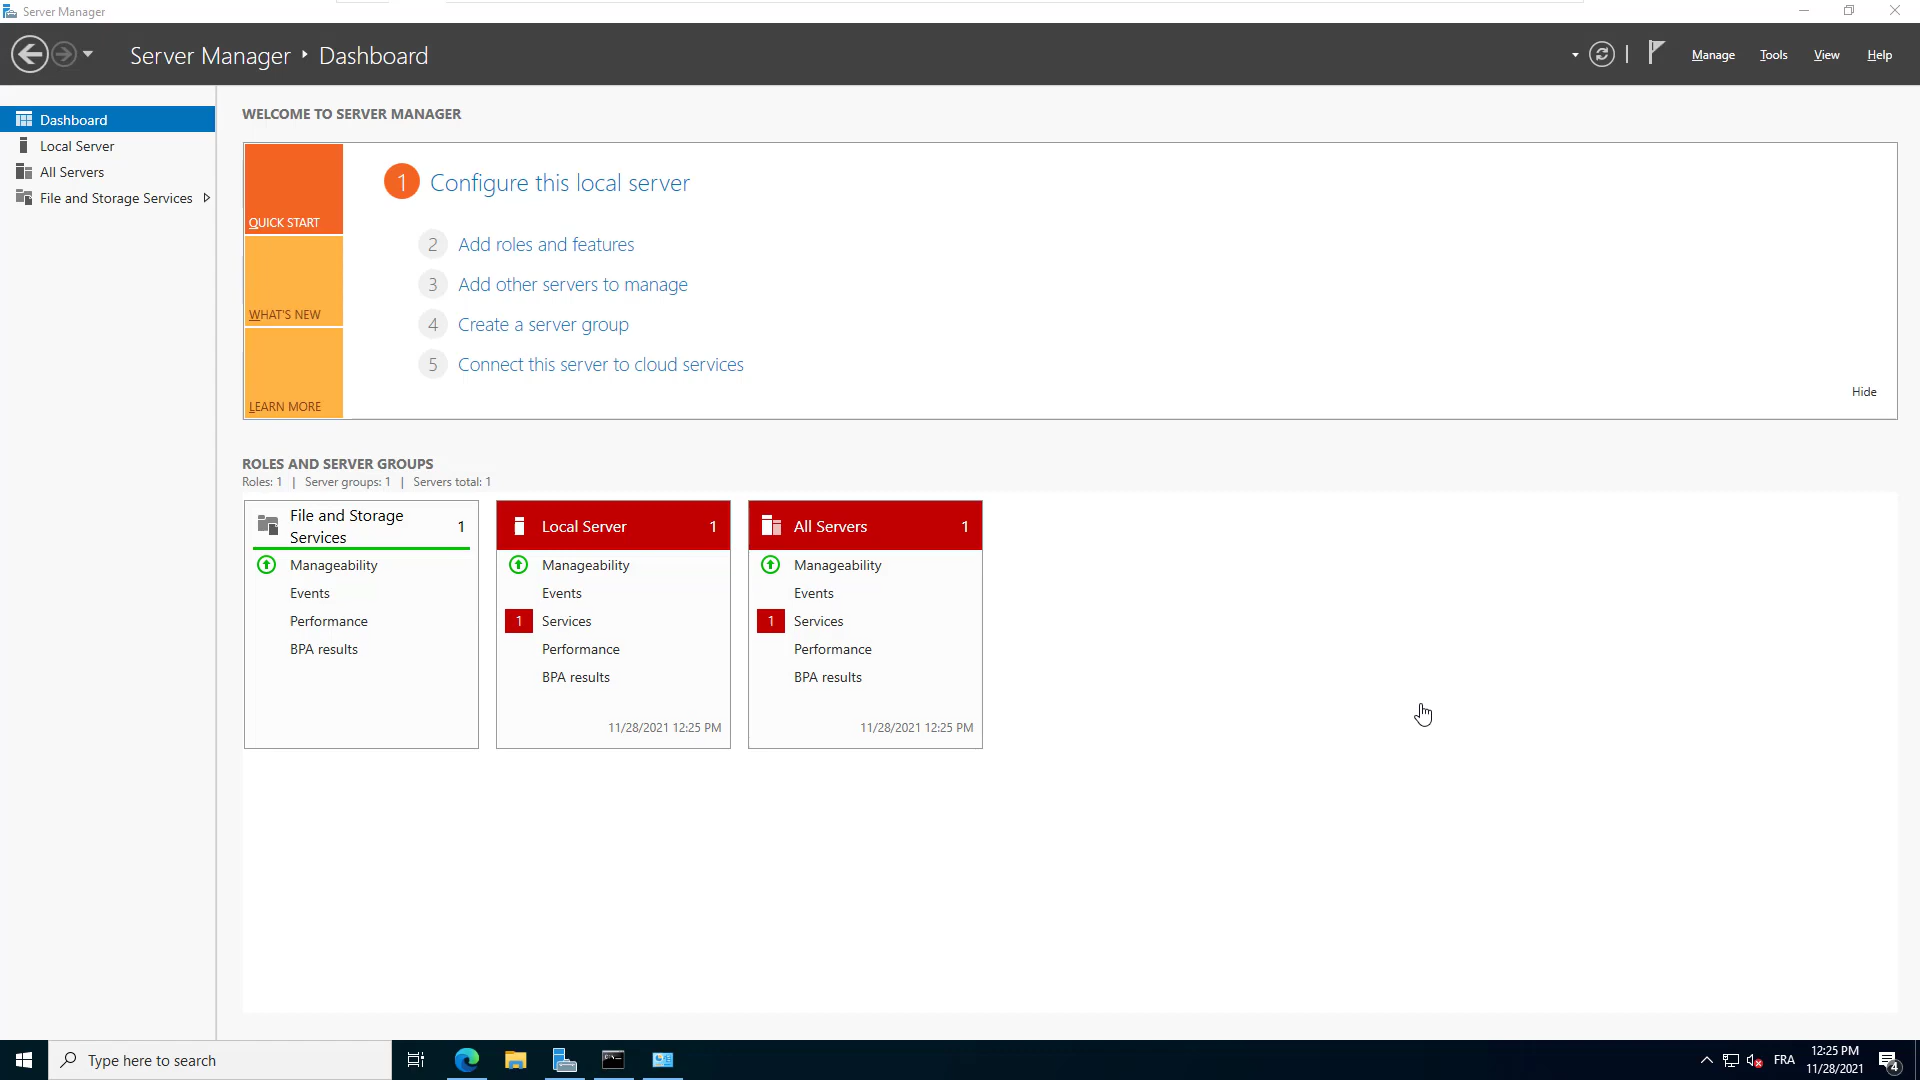 Server Manager
Server Manager ‣ Dashboard
Manage Tools View Help
Dashboard
Local Server
All Servers
File and Storage Services
WELCOME TO SERVER MANAGER
QUICK START
WHAT'S NEW
LEARN MORE
1 Configure this local server
2 Add roles and features
3 Add other servers to manage
4 Create a server group
5 Connect this server to cloud services
Hide
ROLES AND SERVER GROUPS
Roles: 1 | Server groups: 1 | Servers total: 1
File and Storage
Services
1
Manageability
Events
Performance
BPA results
Local Server 1
Manageability
Events
1 Services
Performance
BPA results
11/28/2021 12:25 PM
All Servers 1
Manageability
Events
1 Services
Performance
BPA results
11/28/2021 12:25 PM
Type here to search
FRA
12:25 PM
11/28/2021
4